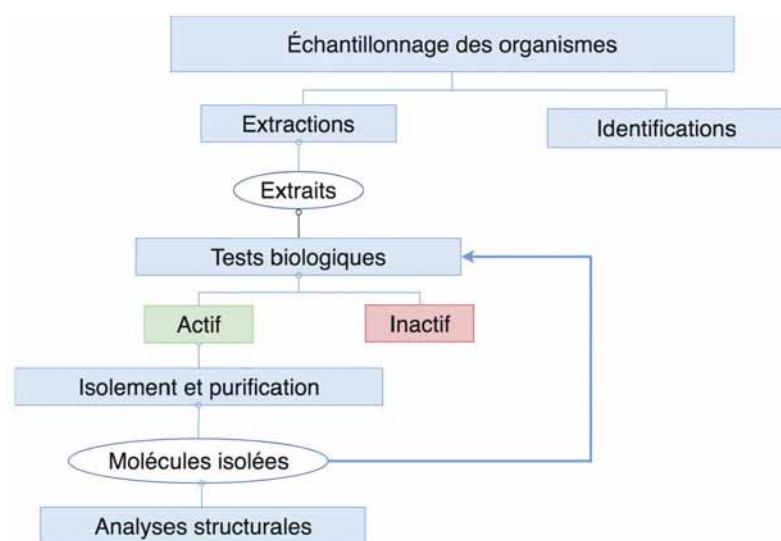 Échantillonnage des organismes
Extractions
Identifications
Extraits
Tests biologiques
Actif
Inactif
Isolement et purification
Molécules isolées
Analyses structurales